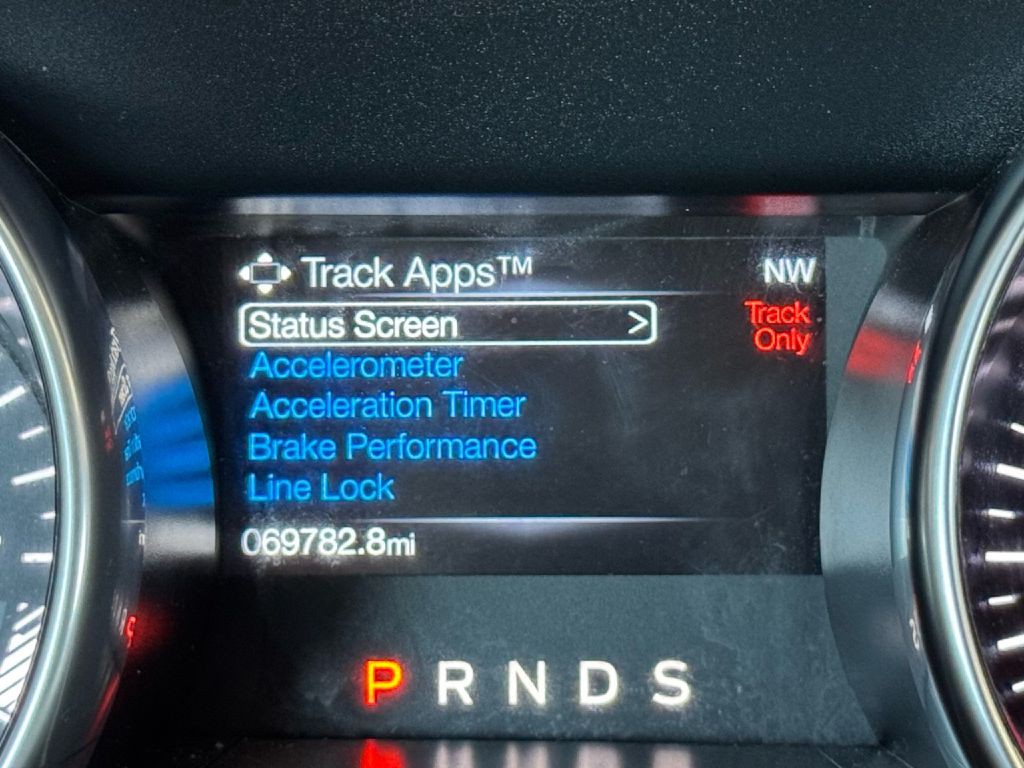 Track Apps™
NW
Status Screen >
Track
Only
Accelerometer
Acceleration Timer
Brake Performance
Line Lock
069782.8mi
P R N D S